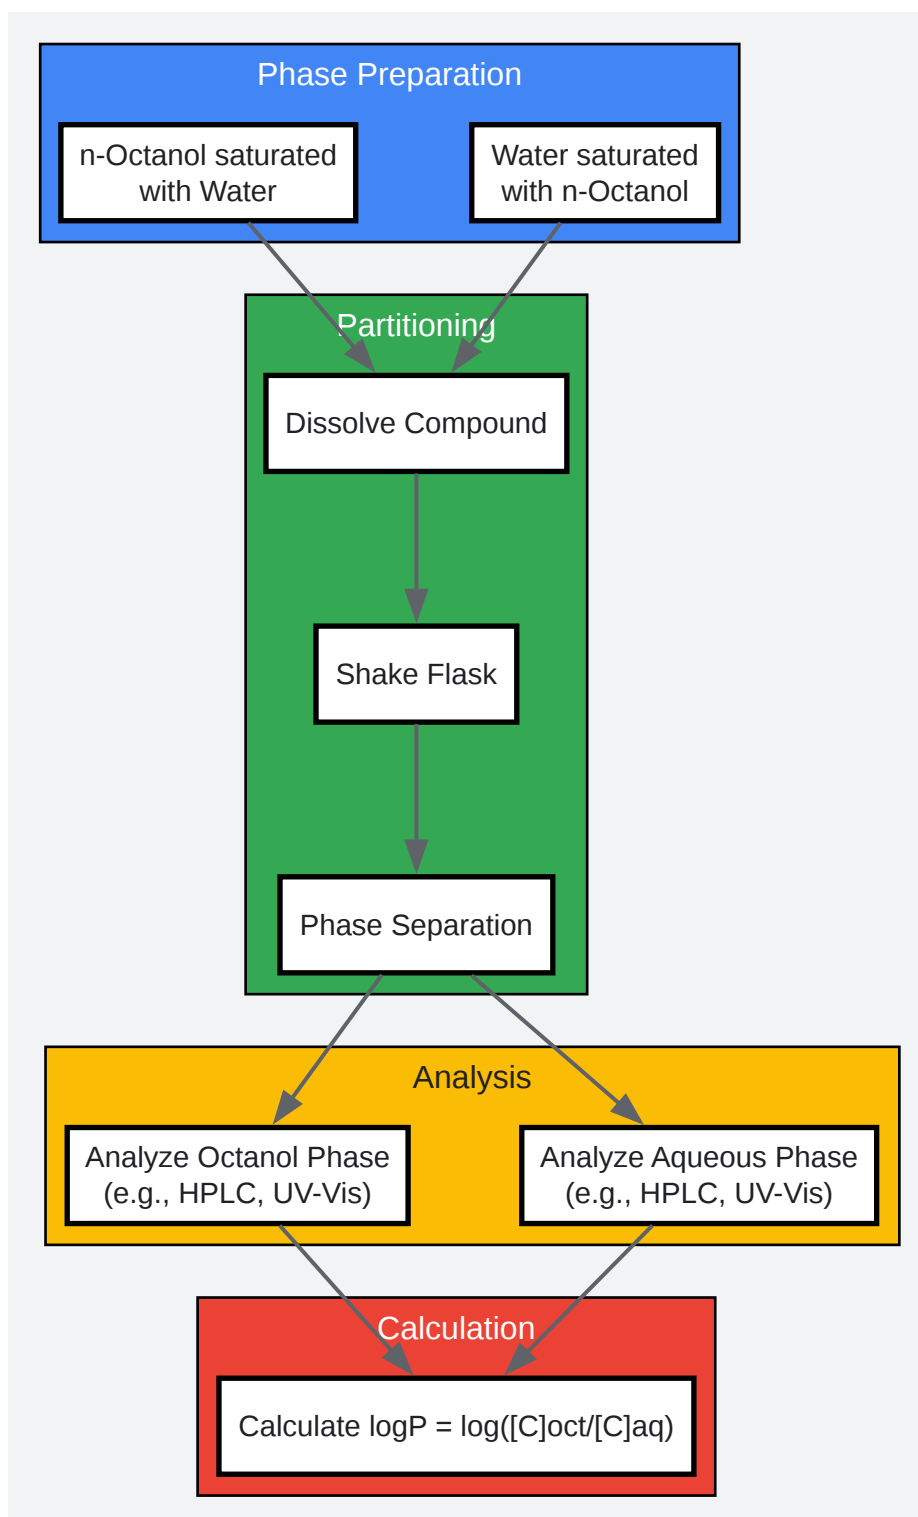 Phase Preparation
n-Octanol saturated
with Water
Water saturated
with n-Octanol
Partitioning
Dissolve Compound
Shake Flask
Phase Separation
Analysis
Analyze Octanol Phase
(e.g., HPLC, UV-Vis)
Analyze Aqueous Phase
(e.g., HPLC, UV-Vis)
Calculation
Calculate logP = log([C]oct/[C]aq)